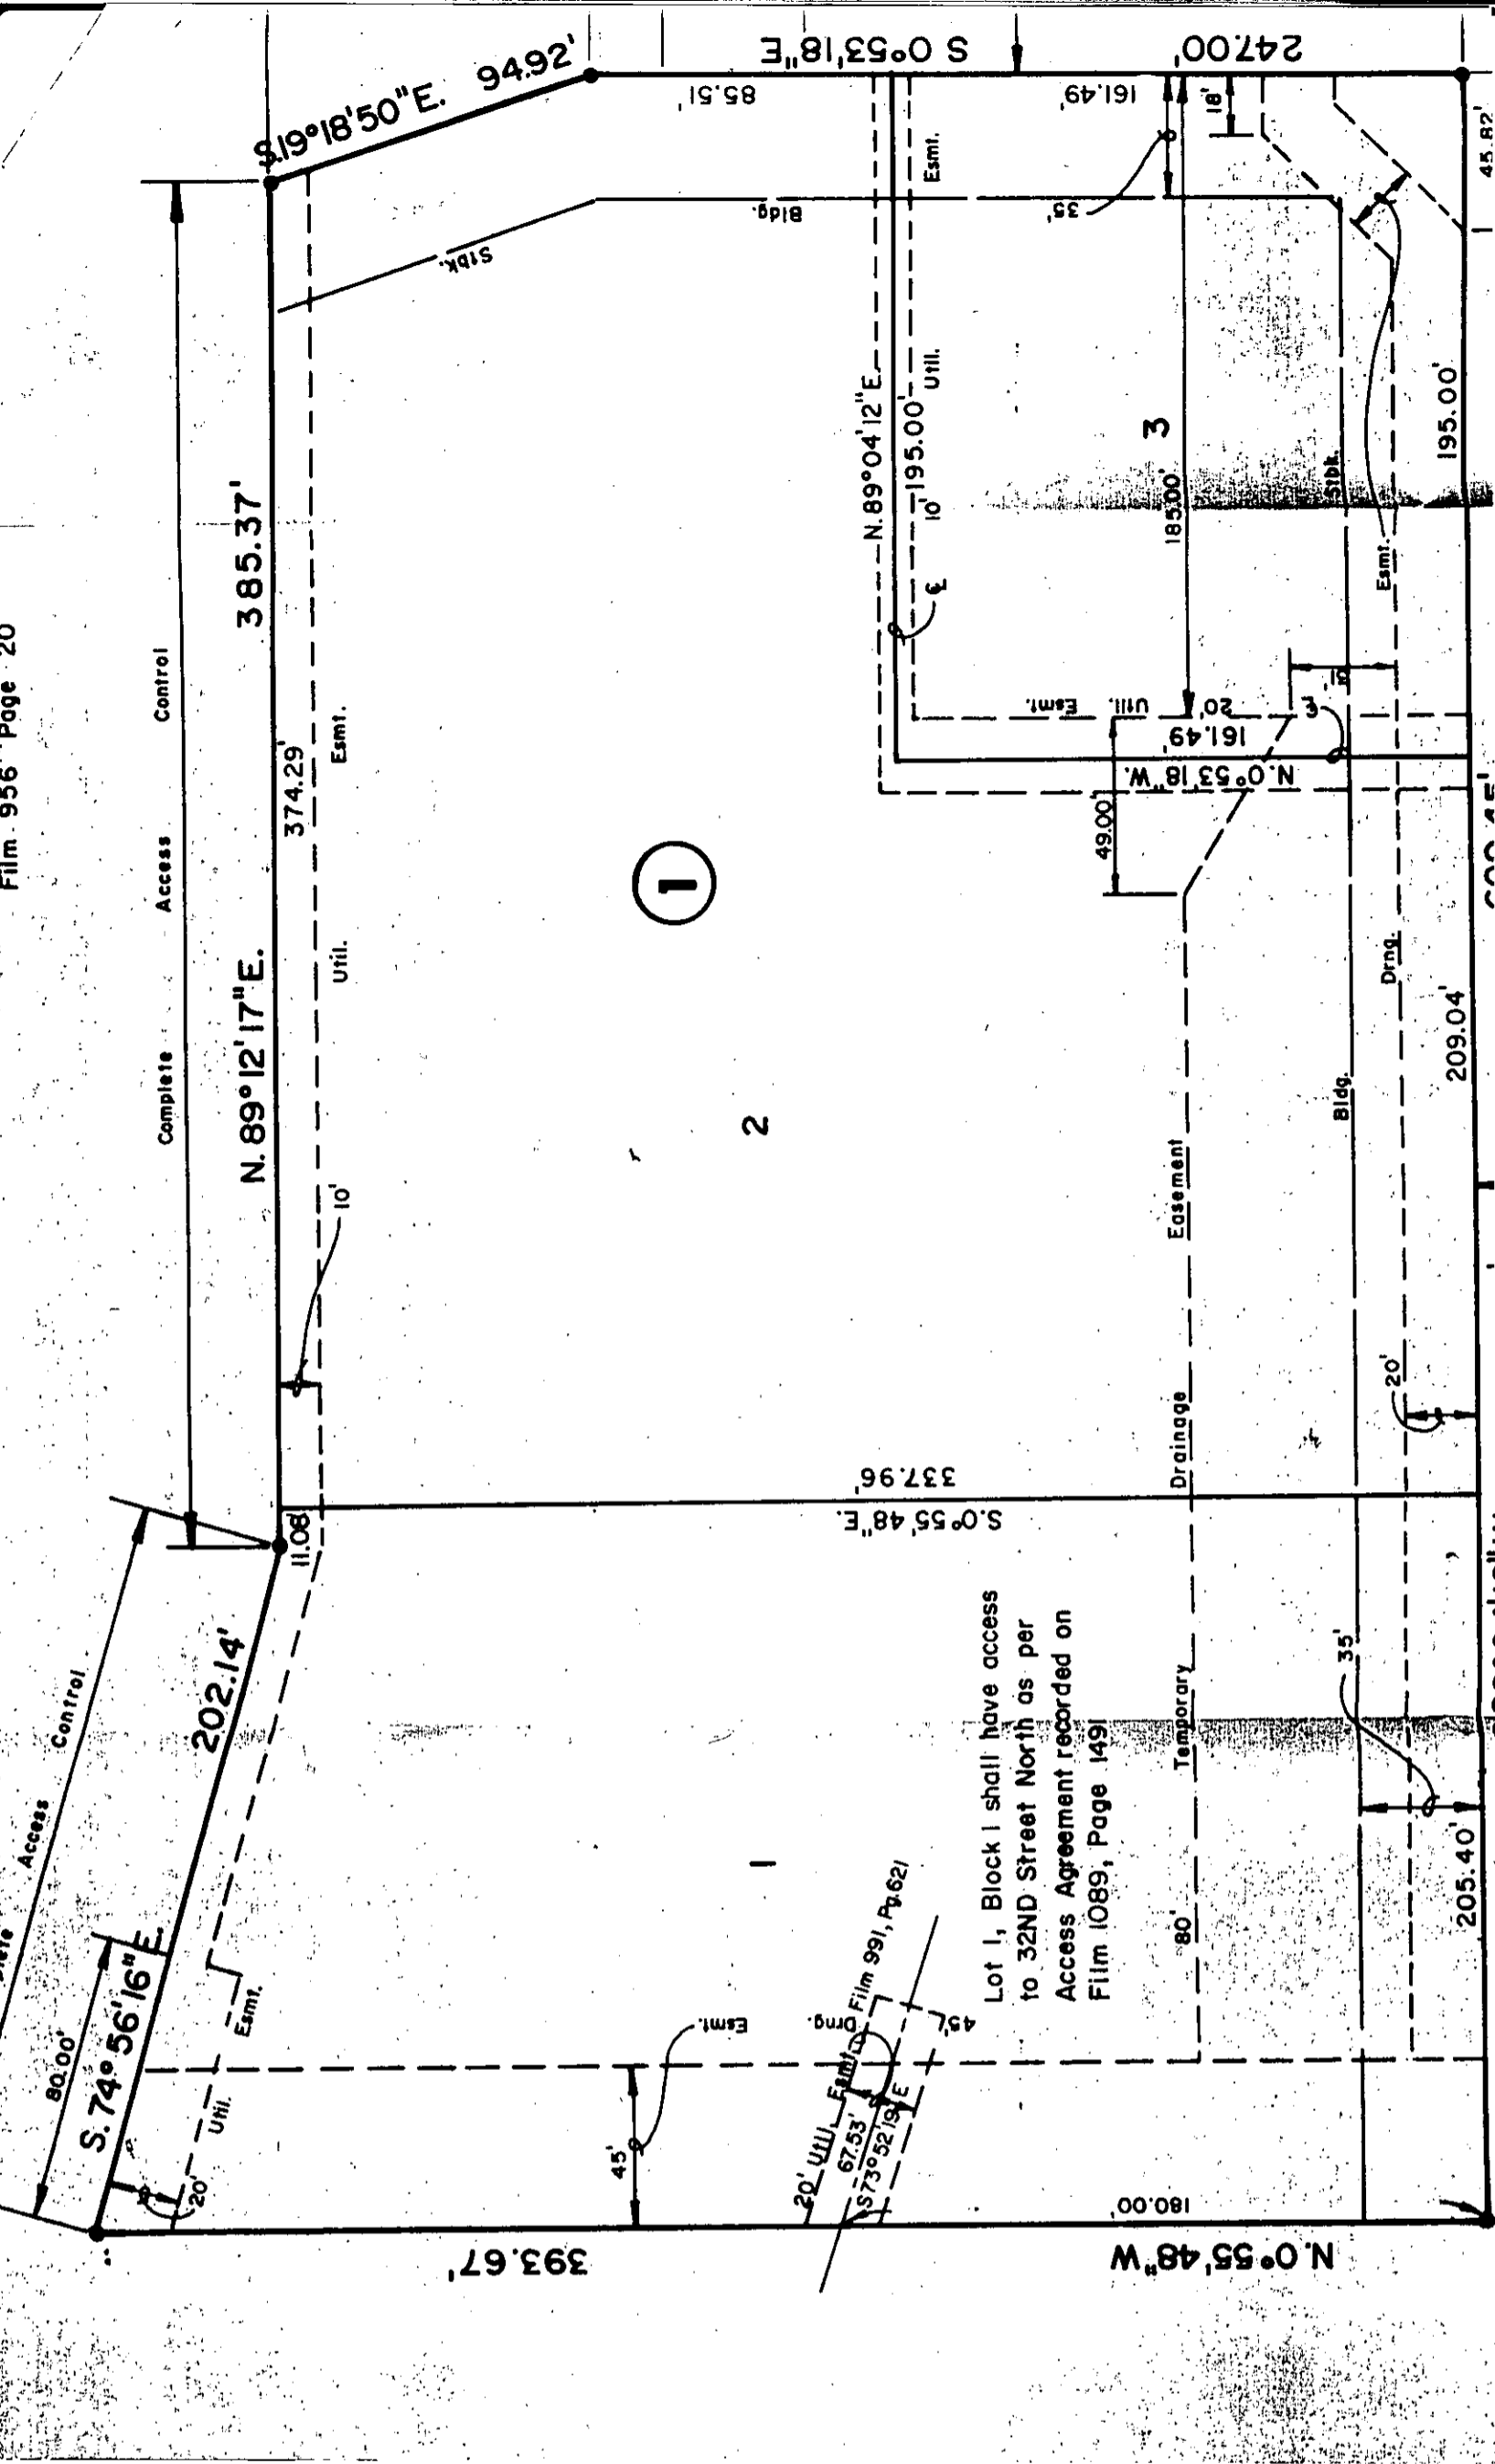 Film 956 Page 20
Complete Access Control
N. 89° 12' 17" E. 385.37'
374.29'
10' Util. Esmt.
S.19°18'50"E. 94.92'
S 0°53'18"E
247.00'
85.51'
161.49'
18'
45.82'
Stbk.
Bldg.
35'
N.89°04'12"E.
195.00'
10' Util. Esmt.
℄
3
185.00'
20' Util. Esmt.
161.49'
N.0°53'18"W.
℄
10'
49.00'
Stbk.
Esmt.
195.00'
1
2
Access Control
11.08'
202.14'
S. 74° 56' 16" E.
80.00'
20'
Util. Esmt.
337.96'
S.0°55'48"E.
80' Temporary Drainage Easement
Bldg.
Drng.
20'
209.04'
35'
205.40'
1
Lot 1, Block 1 shall have access
to 32ND Street North as per
Access Agreement recorded on
Film 1089, Page 1491
45'
Drng. Esmt.
20' Util. Esmt. Film 991, Pg.621
67.53'
S73°52'19"E
45'
180.00'
393.67'
N.0°55'48"W